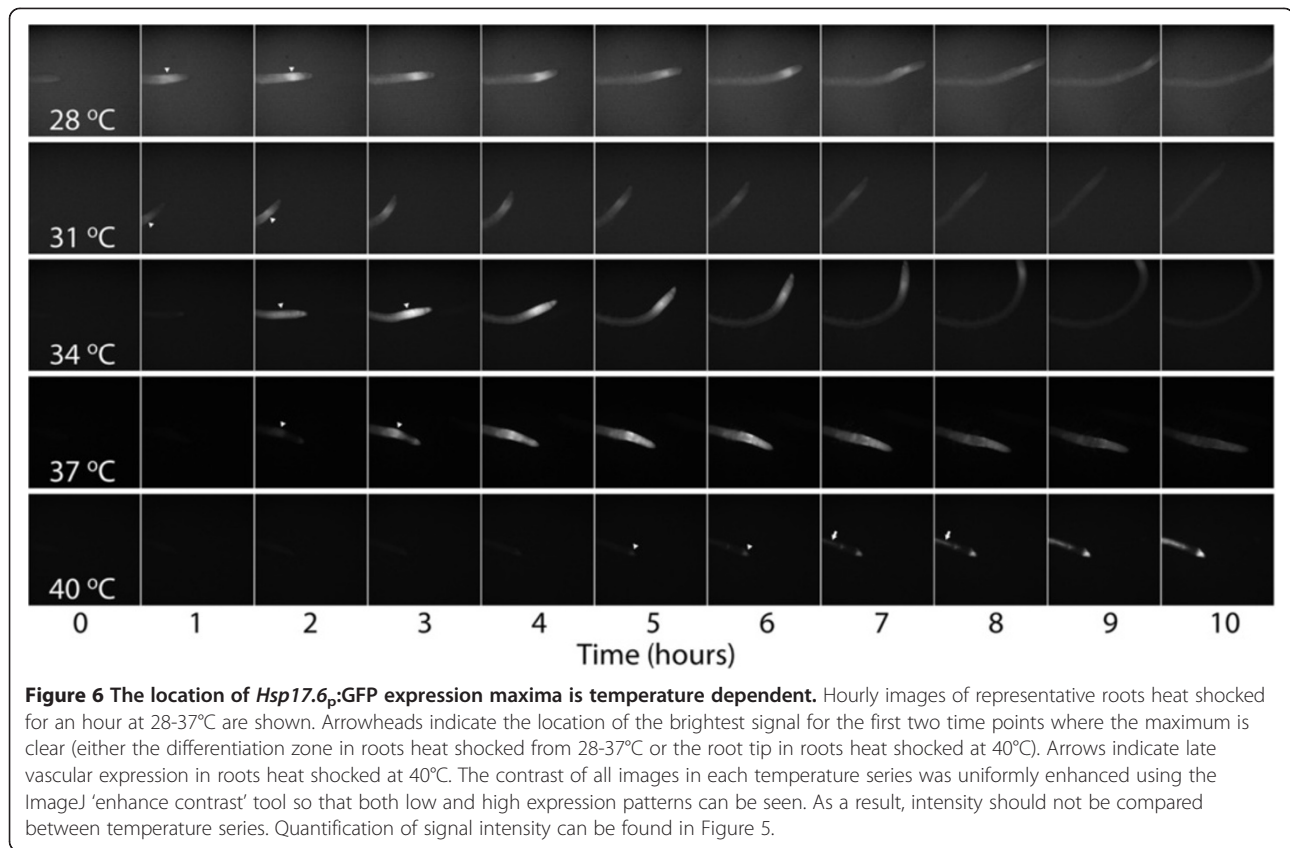 28 °C
31 °C
34 °C
37 °C
40 °C
0 1 2 3 4 5 6 7 8 9 10
Time (hours)
Figure 6 The location of Hsp17.6p:GFP expression maxima is temperature dependent. Hourly images of representative roots heat shocked
for an hour at 28-37°C are shown. Arrowheads indicate the location of the brightest signal for the first two time points where the maximum is
clear (either the differentiation zone in roots heat shocked from 28-37°C or the root tip in roots heat shocked at 40°C). Arrows indicate late
vascular expression in roots heat shocked at 40°C. The contrast of all images in each temperature series was uniformly enhanced using the
ImageJ ‘enhance contrast’ tool so that both low and high expression patterns can be seen. As a result, intensity should not be compared
between temperature series. Quantification of signal intensity can be found in Figure 5.